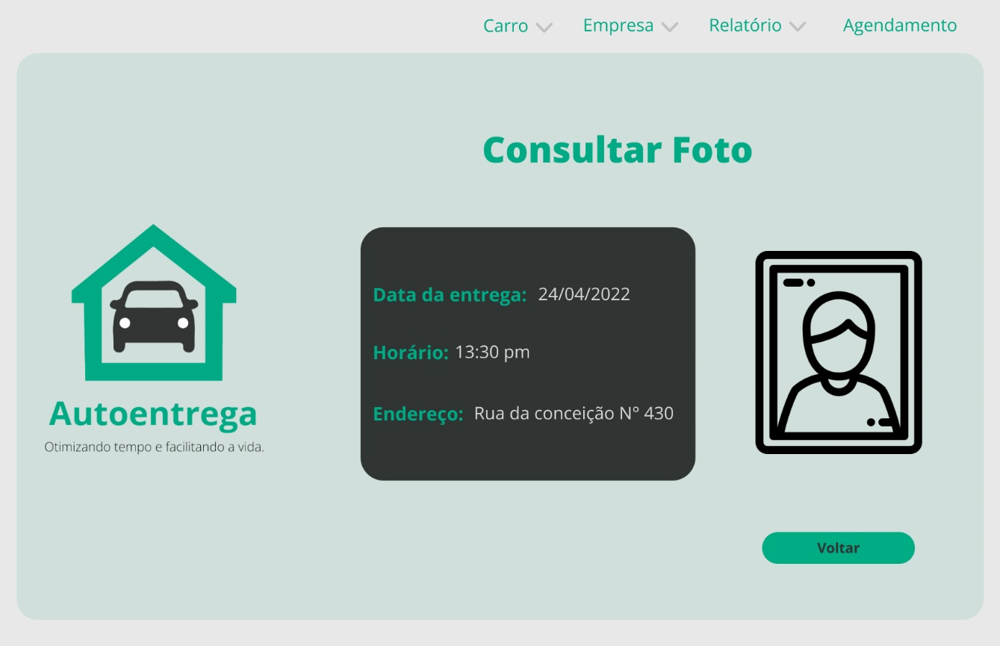 Carro Empresa Relatório Agendamento
Consultar Foto
Data da entrega: 24/04/2022
Horário: 13:30 pm
Endereço: Rua da conceição N° 430
Autoentrega
Otimizando tempo e facilitando a vida.
Voltar